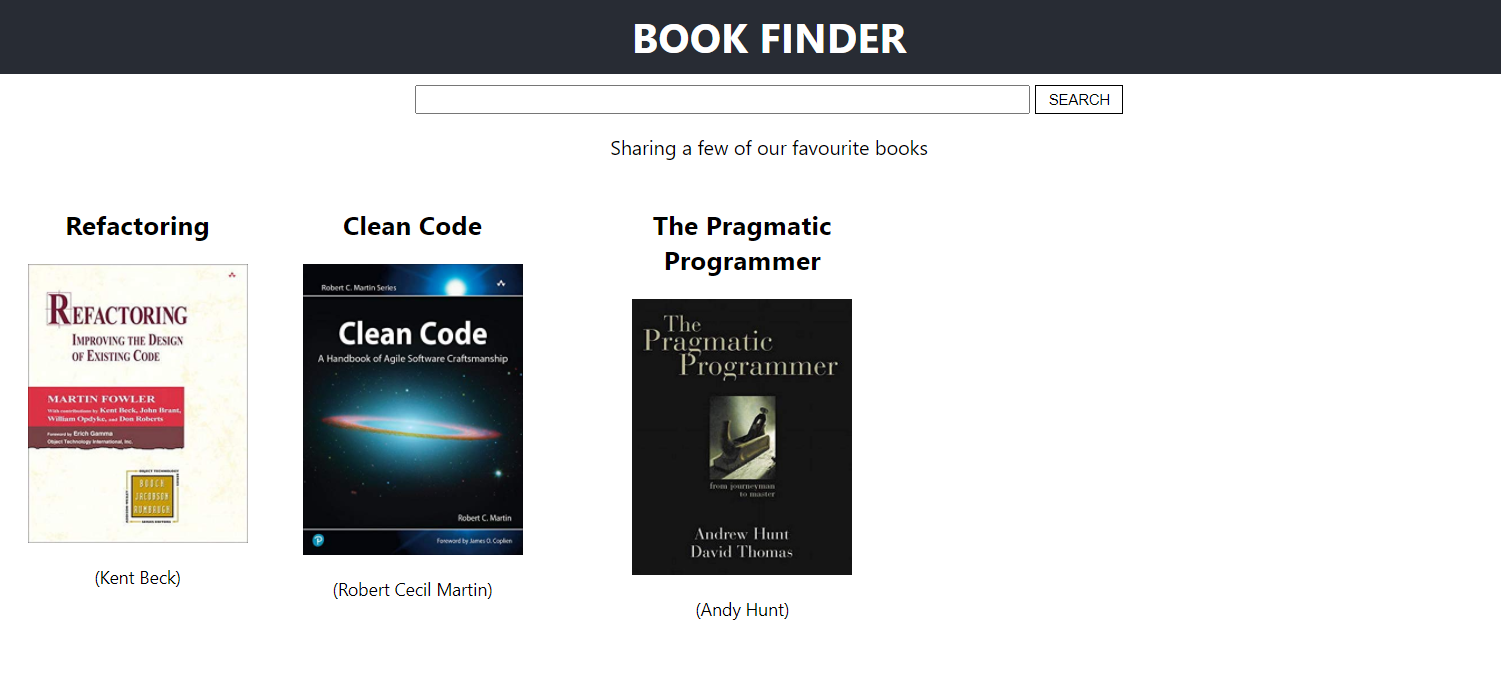 BOOK FINDER
SEARCH
Sharing a few of our favourite books
Refactoring
REFACTORING
IMPROVING THE DESIGN
OF EXISTING CODE
MARTIN FOWLER
With contributions by Kent Beck, John Brant,
William Opdyke, and Don Roberts
Foreword by Erich Gamma
Object Technology International, Inc.
OBJECT TECHNOLOGY
BOOCH
JACOBSON
RUMBAUGH
Clean Code
Robert C. Martin Series
Clean Code
A Handbook of Agile Software Craftsmanship
Robert C. Martin
P
Foreword by James O. Coplien
The Pragmatic
Programmer
The
Pragmatic
Programmer
from journeyman
to master
Andrew Hunt
David Thomas
(Kent Beck)
(Robert Cecil Martin)
(Andy Hunt)